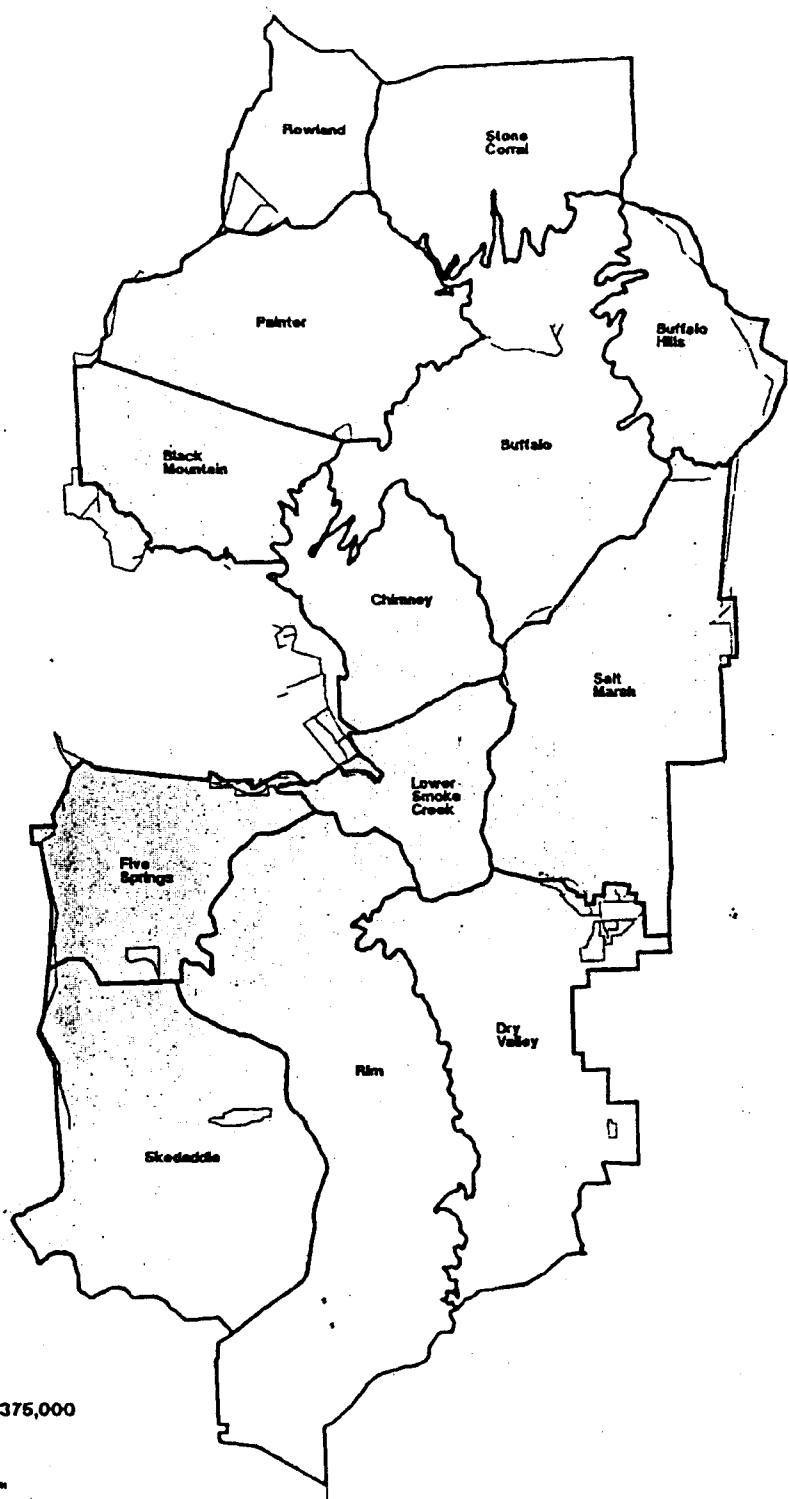 Rowland
Stone
Corral
Painter
Buffalo
Hills
Black
Mountain
Buffalo
Chimney
Salt
Marsh
Lower
Smoke
Creek
Five
Springs
Dry
Valley
Rim
Skedaddle
375,000